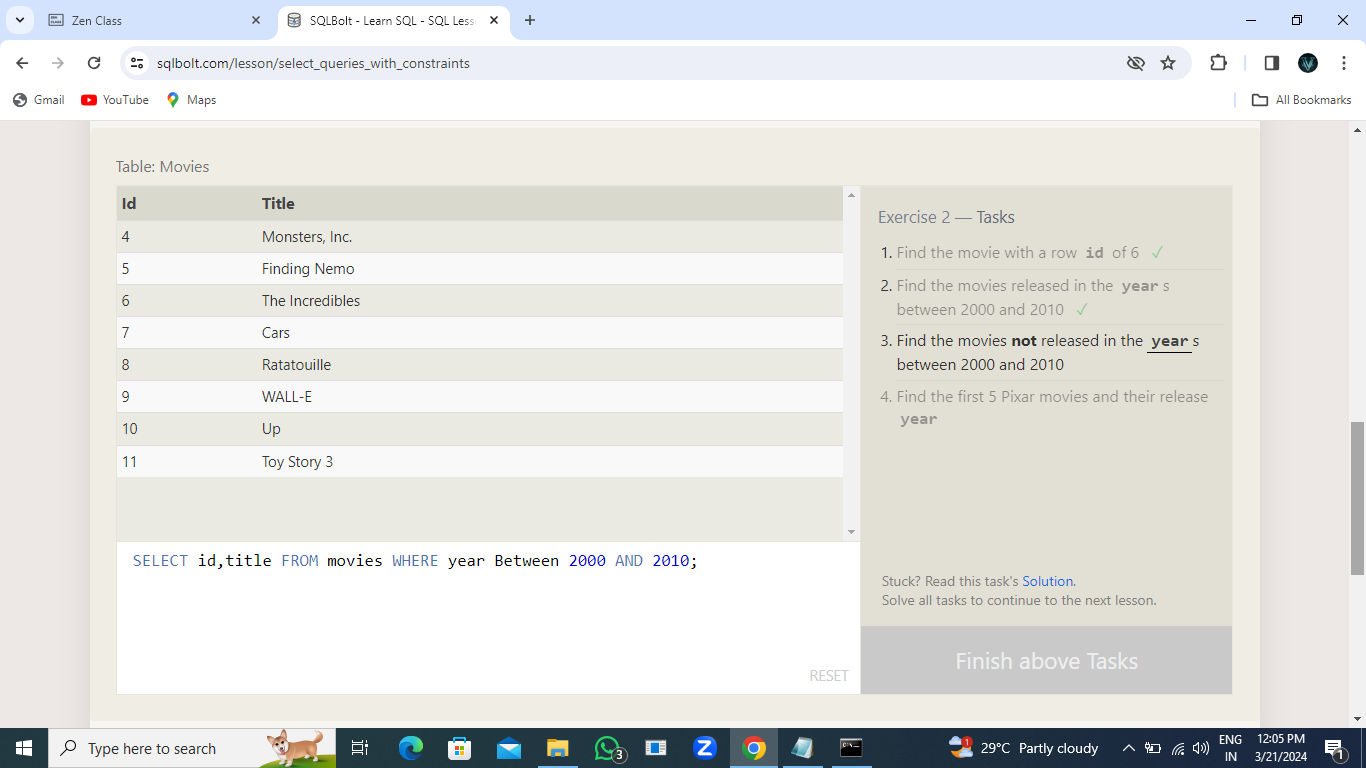 Zen Class
SQLBolt - Learn SQL - SQL Less
sqlbolt.com/lesson/select_queries_with_constraints
Gmail YouTube Maps All Bookmarks
Table: Movies
Id Title
4 Monsters, Inc.
5 Finding Nemo
6 The Incredibles
7 Cars
8 Ratatouille
9 WALL-E
10 Up
11 Toy Story 3
SELECT id,title FROM movies WHERE year Between 2000 AND 2010;
RESET
Exercise 2 — Tasks
1. Find the movie with a row id of 6 ✓
2. Find the movies released in the year s
between 2000 and 2010 ✓
3. Find the movies not released in the year s
between 2000 and 2010
4. Find the first 5 Pixar movies and their release
year
Stuck? Read this task's Solution.
Solve all tasks to continue to the next lesson.
Finish above Tasks
Type here to search
3
1
29°C Partly cloudy
ENG
IN
12:05 PM
3/21/2024
1